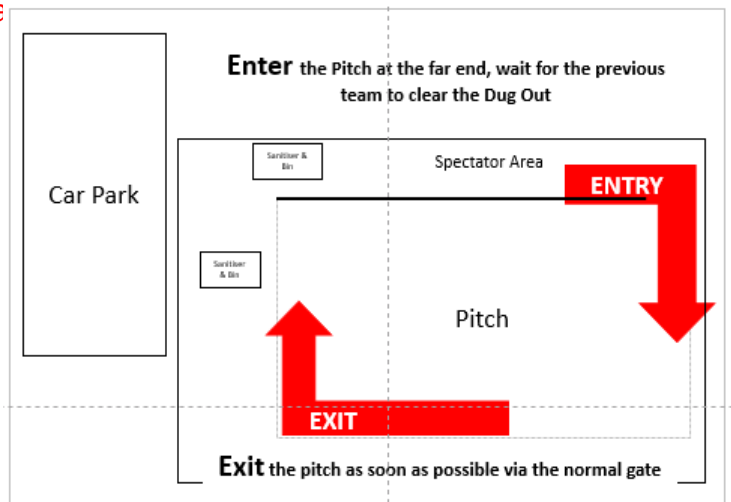 Enter the Pitch at the far end, wait for the previous
team to clear the Dug Out
Sanitiser &
Bin
Spectator Area
ENTRY
Car Park
Sanitiser
& Bin
Pitch
EXIT
Exit the pitch as soon as possible via the normal gate